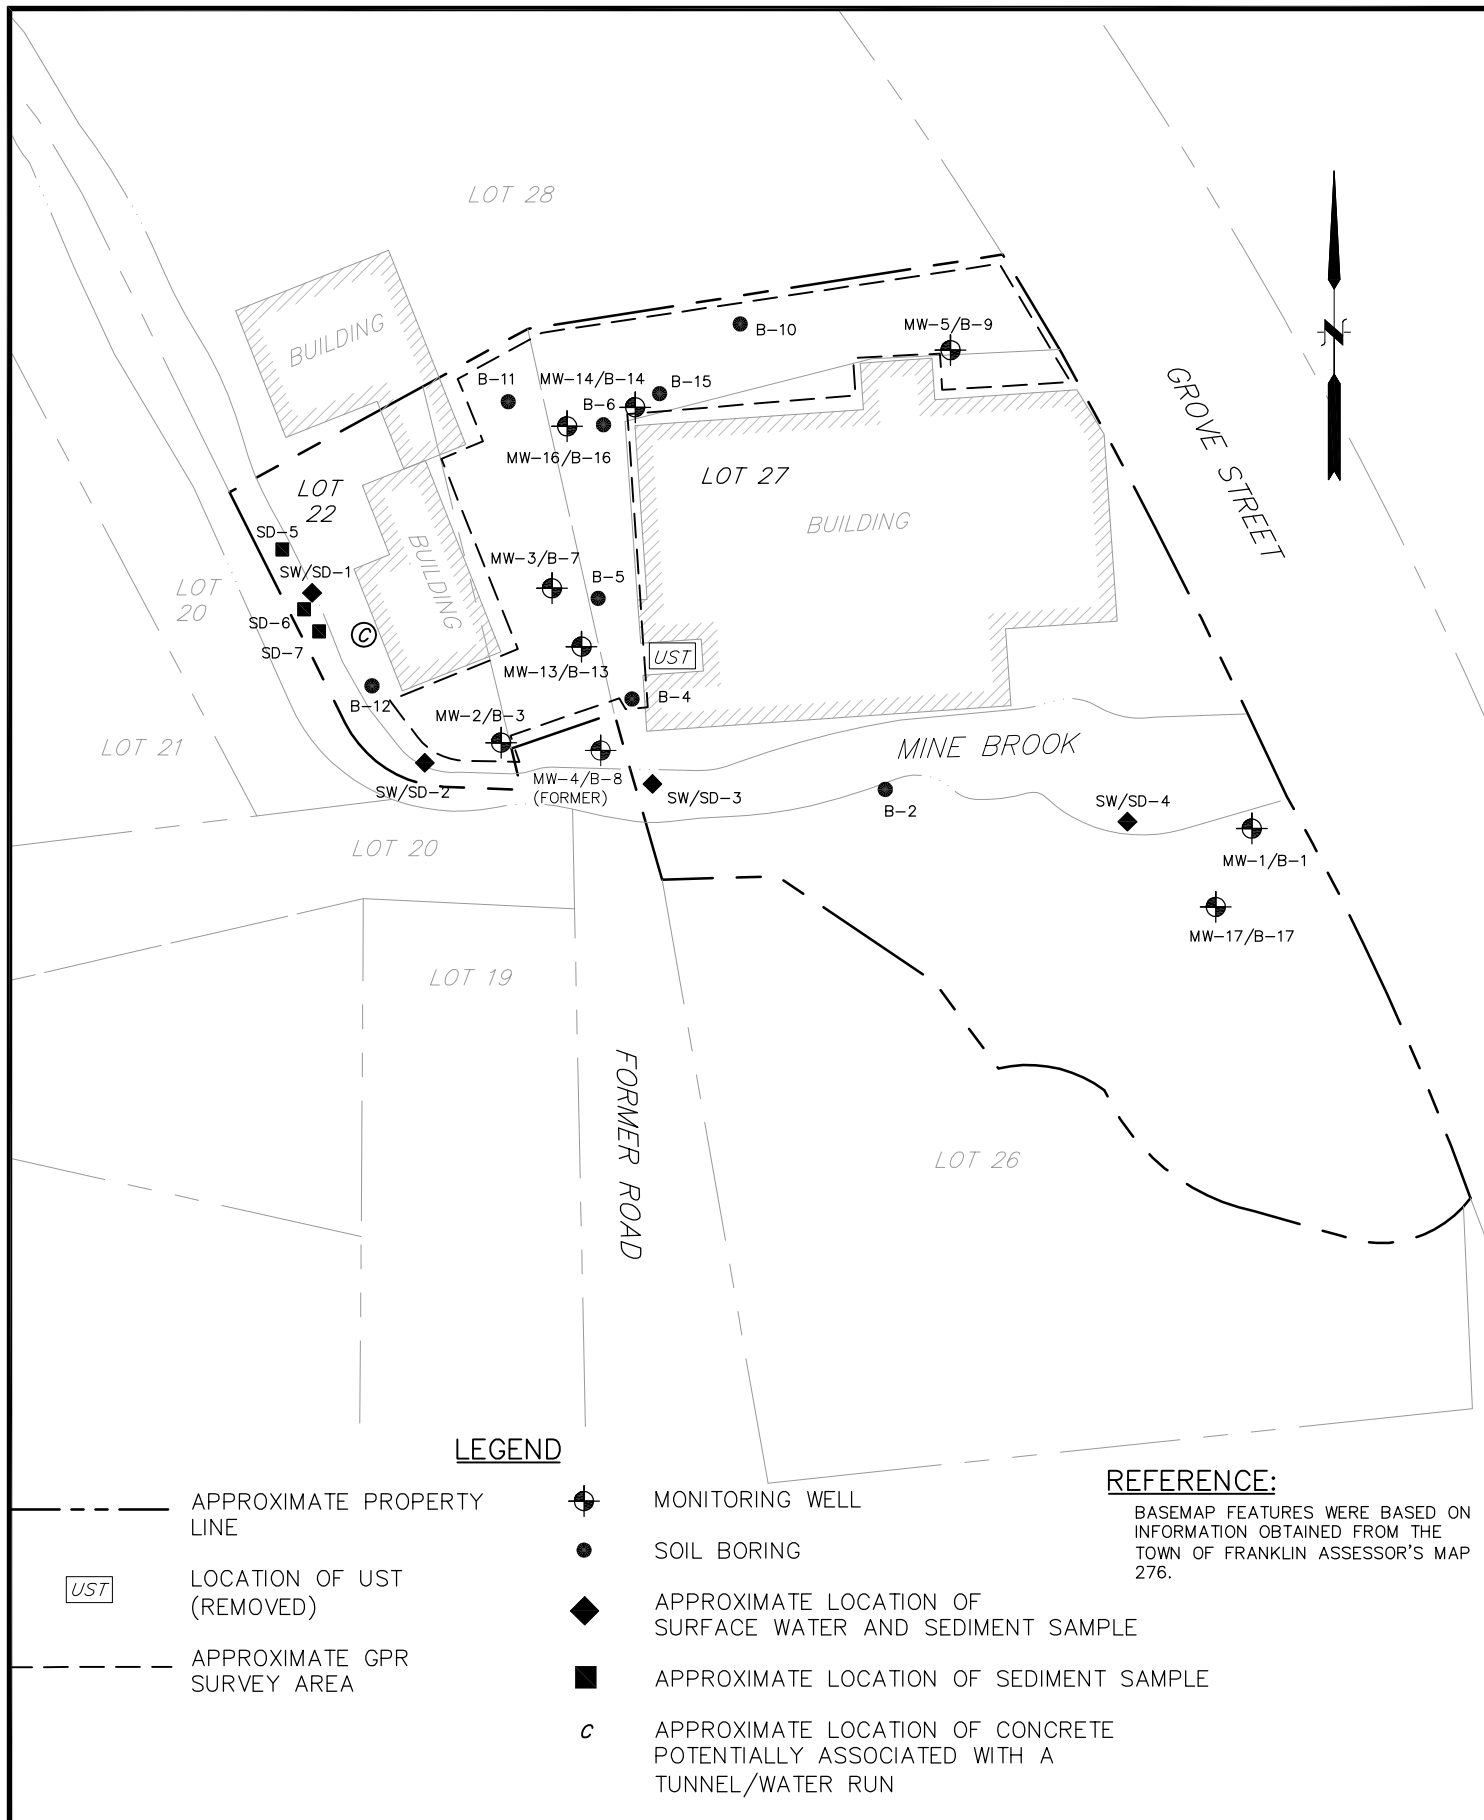 LOT 28
BUILDING
B-10
MW-5/B-9
N
B-11
MW-14/B-14
B-15
B-6
MW-16/B-16
GROVE STREET
LOT 27
LOT
22
BUILDING
SD-5
BUILDING
MW-3/B-7
SW/SD-1
B-5
LOT
20
SD-6
C
SD-7
UST
MW-13/B-13
B-4
B-12
MW-2/B-3
LOT 21
MINE BROOK
MW-4/B-8
(FORMER)
SW/SD-2
SW/SD-3
B-2
SW/SD-4
LOT 20
MW-1/B-1
MW-17/B-17
LOT 19
FORMER ROAD
LOT 26
LEGEND
APPROXIMATE PROPERTY
LINE
UST
LOCATION OF UST
(REMOVED)
APPROXIMATE GPR
SURVEY AREA
MONITORING WELL
SOIL BORING
APPROXIMATE LOCATION OF
SURFACE WATER AND SEDIMENT SAMPLE
APPROXIMATE LOCATION OF SEDIMENT SAMPLE
C
APPROXIMATE LOCATION OF CONCRETE
POTENTIALLY ASSOCIATED WITH A
TUNNEL/WATER RUN
REFERENCE:
BASEMAP FEATURES WERE BASED ON
INFORMATION OBTAINED FROM THE
TOWN OF FRANKLIN ASSESSOR'S MAP
276.